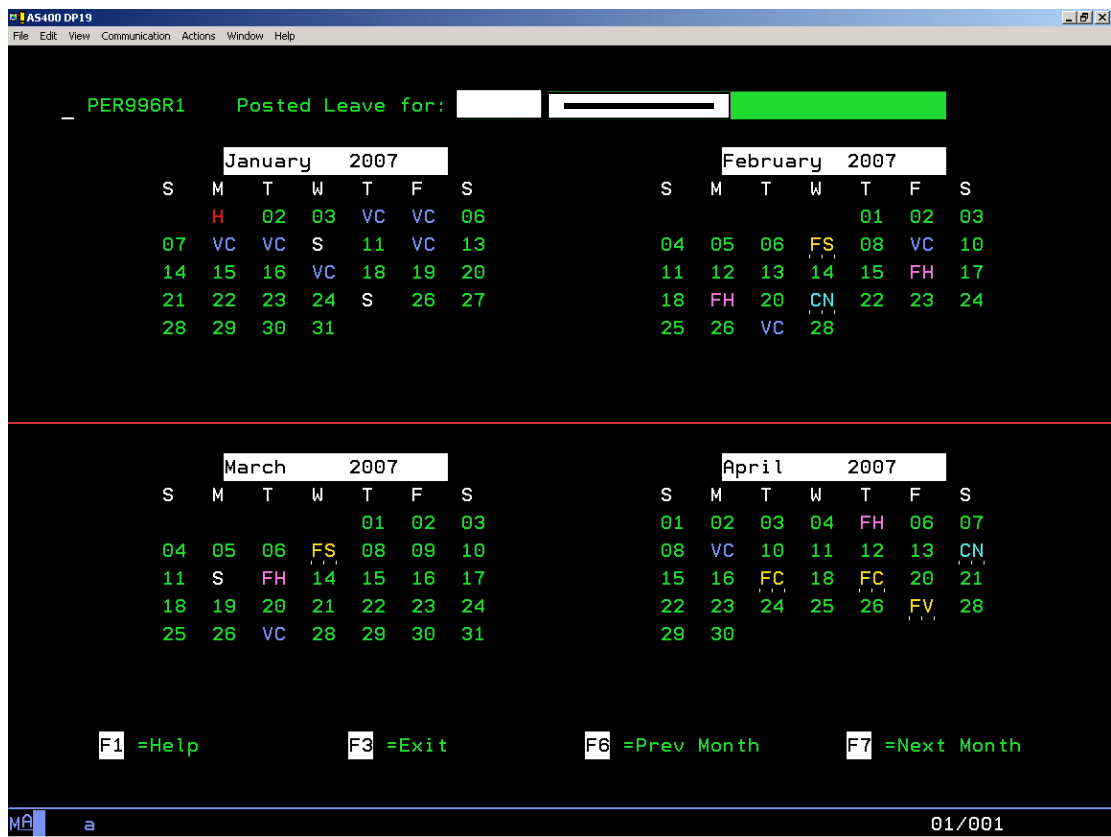 AS400 DP19
File Edit View Communication Actions Window Help
_ PER996R1 Posted Leave for:
January 2007 February 2007
S M T W T F S S M T W T F S
H 02 03 VC VC 06 01 02 03
07 VC VC S 11 VC 13 04 05 06 FS 08 VC 10
14 15 16 VC 18 19 20 11 12 13 14 15 FH 17
21 22 23 24 S 26 27 18 FH 20 CN 22 23 24
28 29 30 31 25 26 VC 28
March 2007 April 2007
S M T W T F S S M T W T F S
01 02 03 01 02 03 04 FH 06 07
04 05 06 FS 08 09 10 08 VC 10 11 12 13 CN
11 S FH 14 15 16 17 15 16 FC 18 FC 20 21
18 19 20 21 22 23 24 22 23 24 25 26 FV 28
25 26 VC 28 29 30 31 29 30
F1 =Help F3 =Exit F6 =Prev Month F7 =Next Month
MA a 01/001